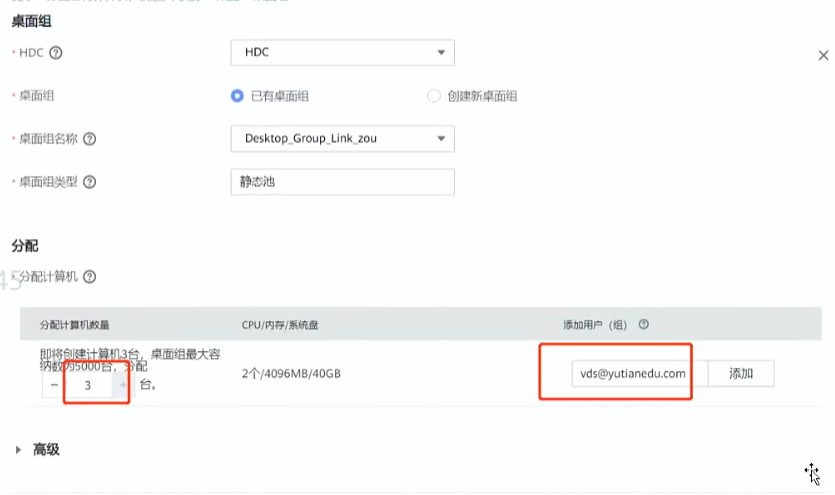 桌面组
* HDC ?
HDC
* 桌面组
已有桌面组
创建新桌面组
* 桌面组名称 ?
Desktop_Group_Link_zou
* 桌面组类型 ?
静态池
分配
45
* 分配计算机 ?
分配计算机数量 CPU/内存/系统盘 添加用户（组） ?
即将创建计算机3台，桌面组最大容
纳数为5000台，分配
− 3 + 台。
2个/4096MB/40GB
vds@yutianedu.com
添加
高级